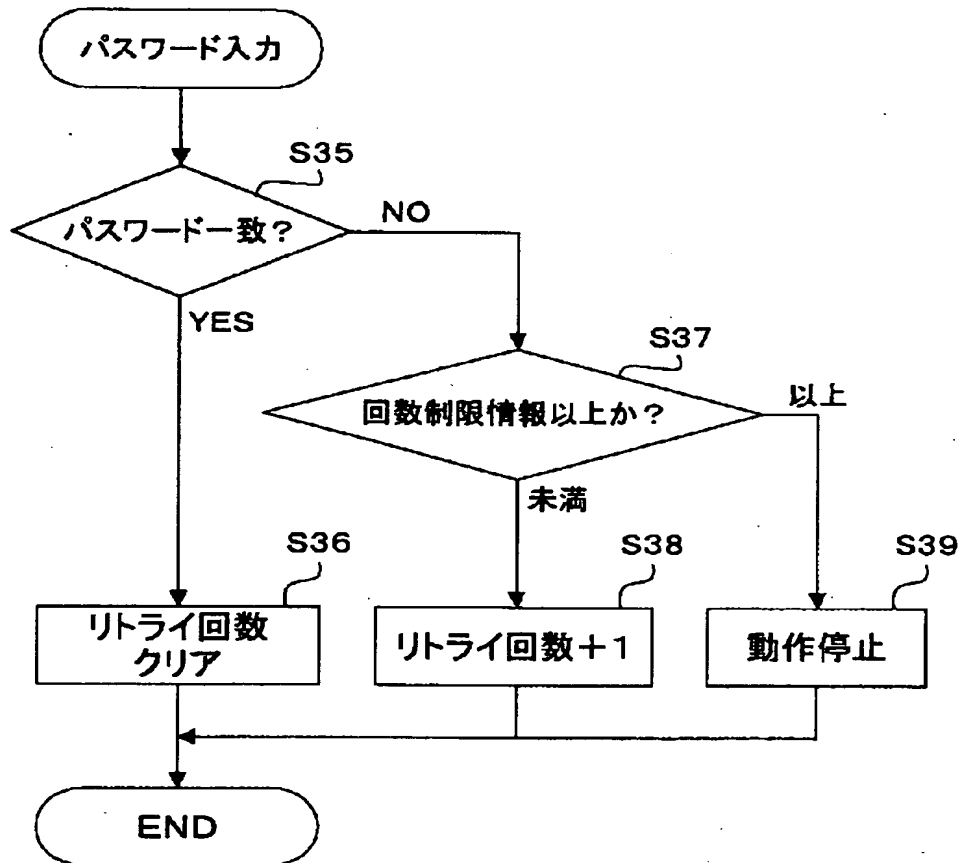 パスワード入力
S35
パスワード一致?
NO
YES
S37
回数制限情報以上か?
以上
未満
S36
リトライ回数
クリア
S38
リトライ回数+1
S39
動作停止
END